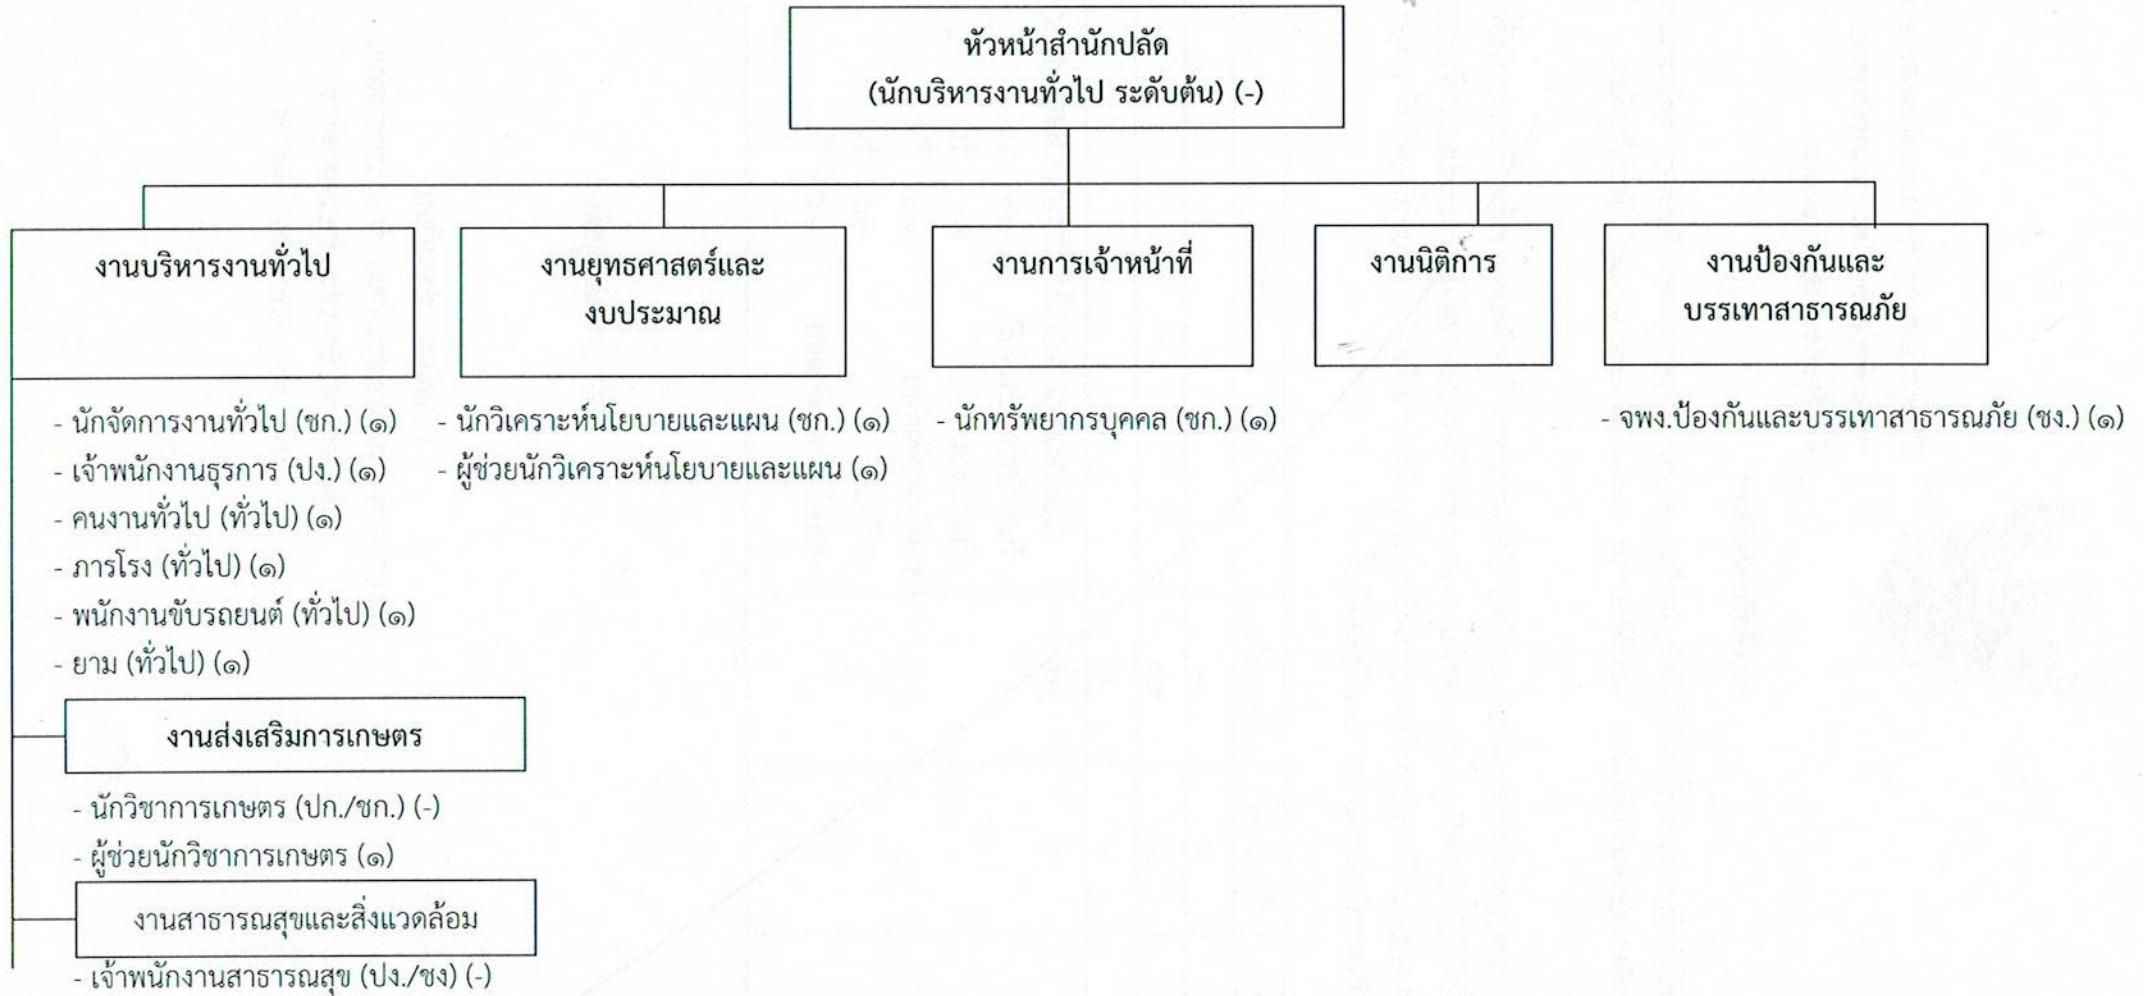 หัวหน้าสำนักปลัด
(นักบริหารงานทั่วไป ระดับต้น) (-)
งานบริหารงานทั่วไป
งานยุทธศาสตร์และ
งบประมาณ
งานการเจ้าหน้าที่
งานนิติการ
งานป้องกันและ
บรรเทาสาธารณภัย
- นักจัดการงานทั่วไป (ชก.) (๑)
- เจ้าพนักงานธุรการ (ปง.) (๑)
- คนงานทั่วไป (ทั่วไป) (๑)
- ภารโรง (ทั่วไป) (๑)
- พนักงานขับรถยนต์ (ทั่วไป) (๑)
- ยาม (ทั่วไป) (๑)
- นักวิเคราะห์นโยบายและแผน (ชก.) (๑)
- ผู้ช่วยนักวิเคราะห์นโยบายและแผน (๑)
- นักทรัพยากรบุคคล (ชก.) (๑)
- จพง.ป้องกันและบรรเทาสาธารณภัย (ชง.) (๑)
งานส่งเสริมการเกษตร
- นักวิชาการเกษตร (ปก./ชก.) (-)
- ผู้ช่วยนักวิชาการเกษตร (๑)
งานสาธารณสุขและสิ่งแวดล้อม
- เจ้าพนักงานสาธารณสุข (ปง./ชง) (-)